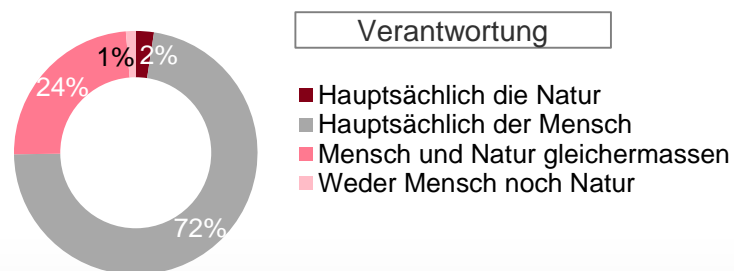 Verantwortung
1%
2%
24%
72%
Hauptsächlich die Natur
Hauptsächlich der Mensch
Mensch und Natur gleichermassen
Weder Mensch noch Natur